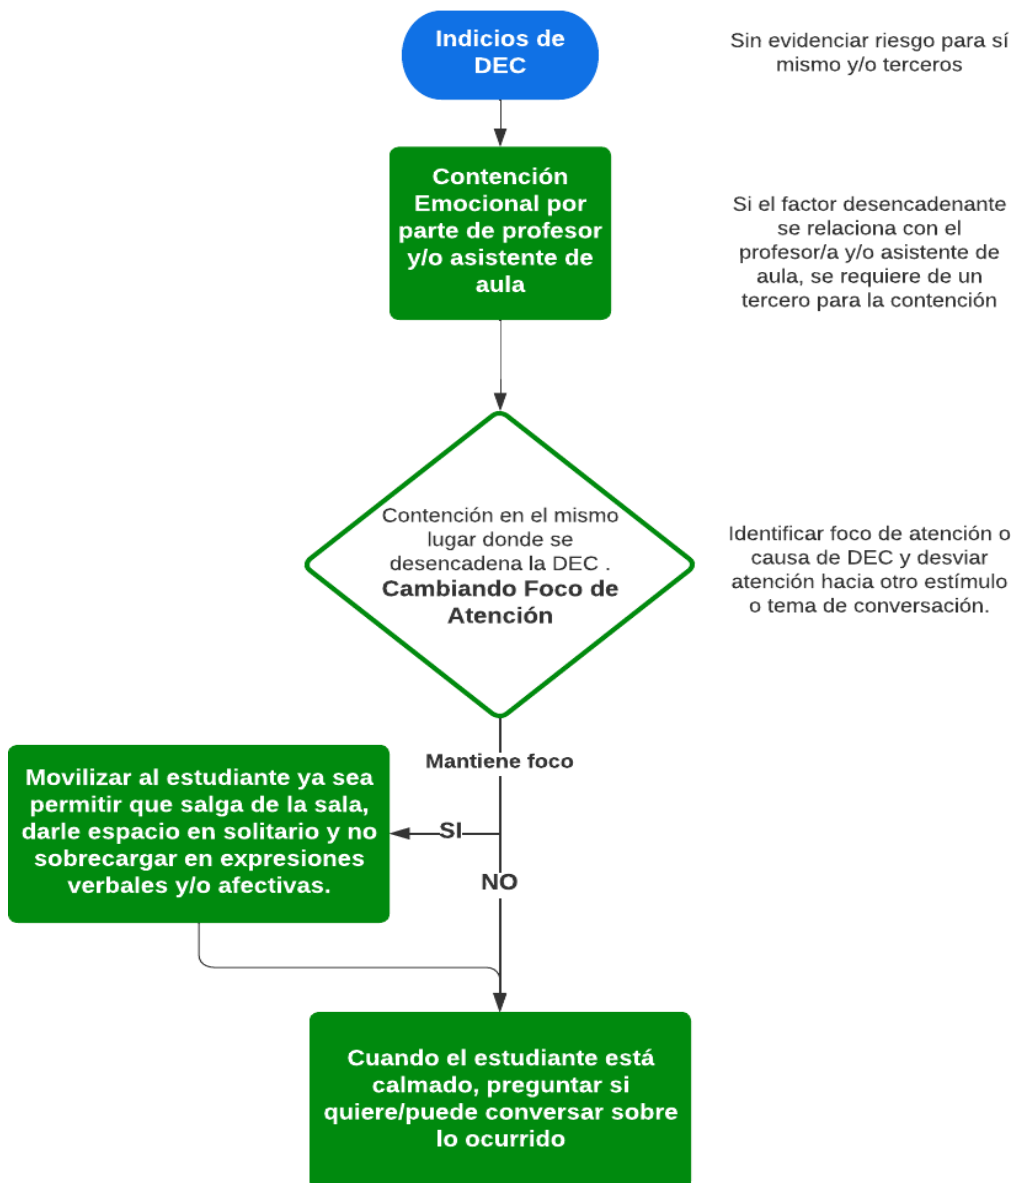 Indicios de
DEC
Sin evidenciar riesgo para sí
mismo y/o terceros
Contención
Emocional por
parte de profesor
y/o asistente de
aula
Si el factor desencadenante
se relaciona con el
profesor/a y/o asistente de
aula, se requiere de un
tercero para la contención
Contención en el mismo
lugar donde se
desencadena la DEC .
Cambiando Foco de
Atención
Identificar foco de atención o
causa de DEC y desviar
atención hacia otro estímulo
o tema de conversación.
Mantiene foco
Movilizar al estudiante ya sea
permitir que salga de la sala,
darle espacio en solitario y no
sobrecargar en expresiones
verbales y/o afectivas.
SI
NO
Cuando el estudiante está
calmado, preguntar si
quiere/puede conversar sobre
lo ocurrido